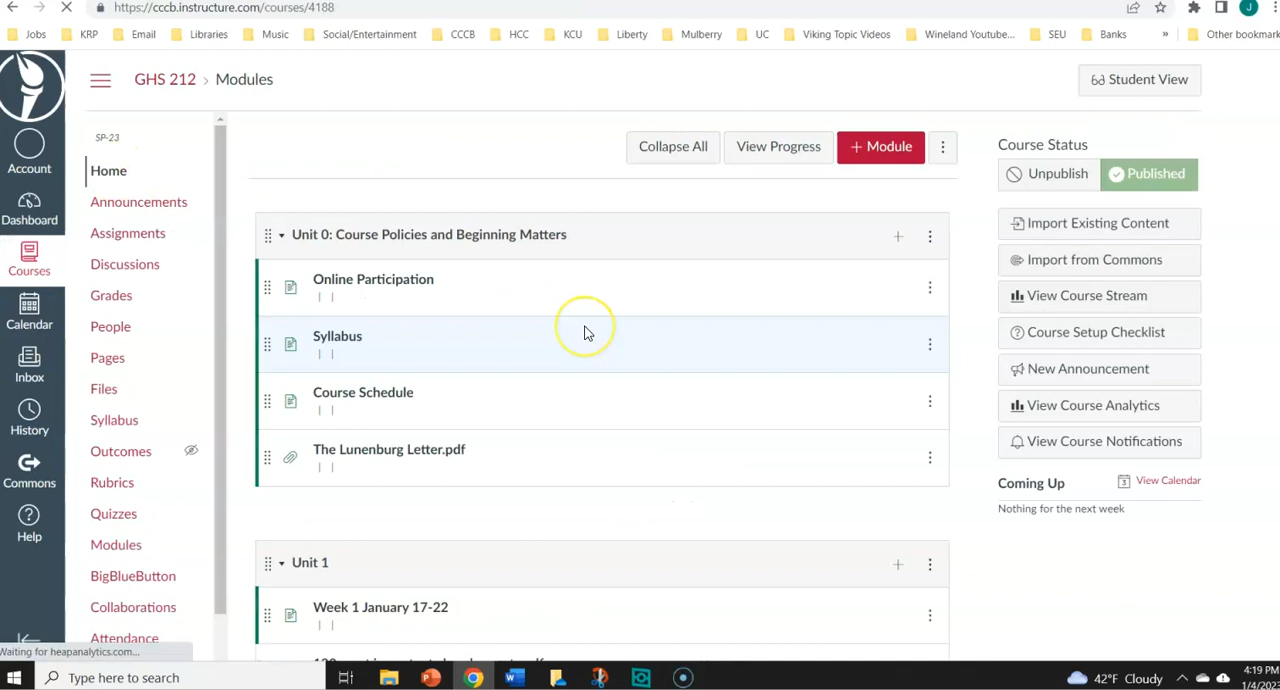 https://cccb.instructure.com/courses/4188
J
Jobs KRP Email Libraries Music Social/Entertainment CCCB HCC KCU Liberty Mulberry UC Viking Topic Videos Wineland Youtube... SEU Banks » Other bookmark
GHS 212 › Modules
Student View
SP-23
Home
Announcements
Assignments
Discussions
Grades
People
Pages
Files
Syllabus
Outcomes
Rubrics
Quizzes
Modules
BigBlueButton
Collaborations
Attendance
Account
Dashboard
Courses
Calendar
Inbox
History
Commons
Help
Collapse All View Progress + Module
Unit 0: Course Policies and Beginning Matters
Online Participation
Syllabus
Course Schedule
The Lunenburg Letter.pdf
Unit 1
Week 1 January 17-22
Course Status
Unpublish Published
Import Existing Content
Import from Commons
View Course Stream
Course Setup Checklist
New Announcement
View Course Analytics
View Course Notifications
Coming Up View Calendar
Nothing for the next week
Waiting for heapanalytics.com...
Type here to search
42°F Cloudy
4:19 PM
1/4/202